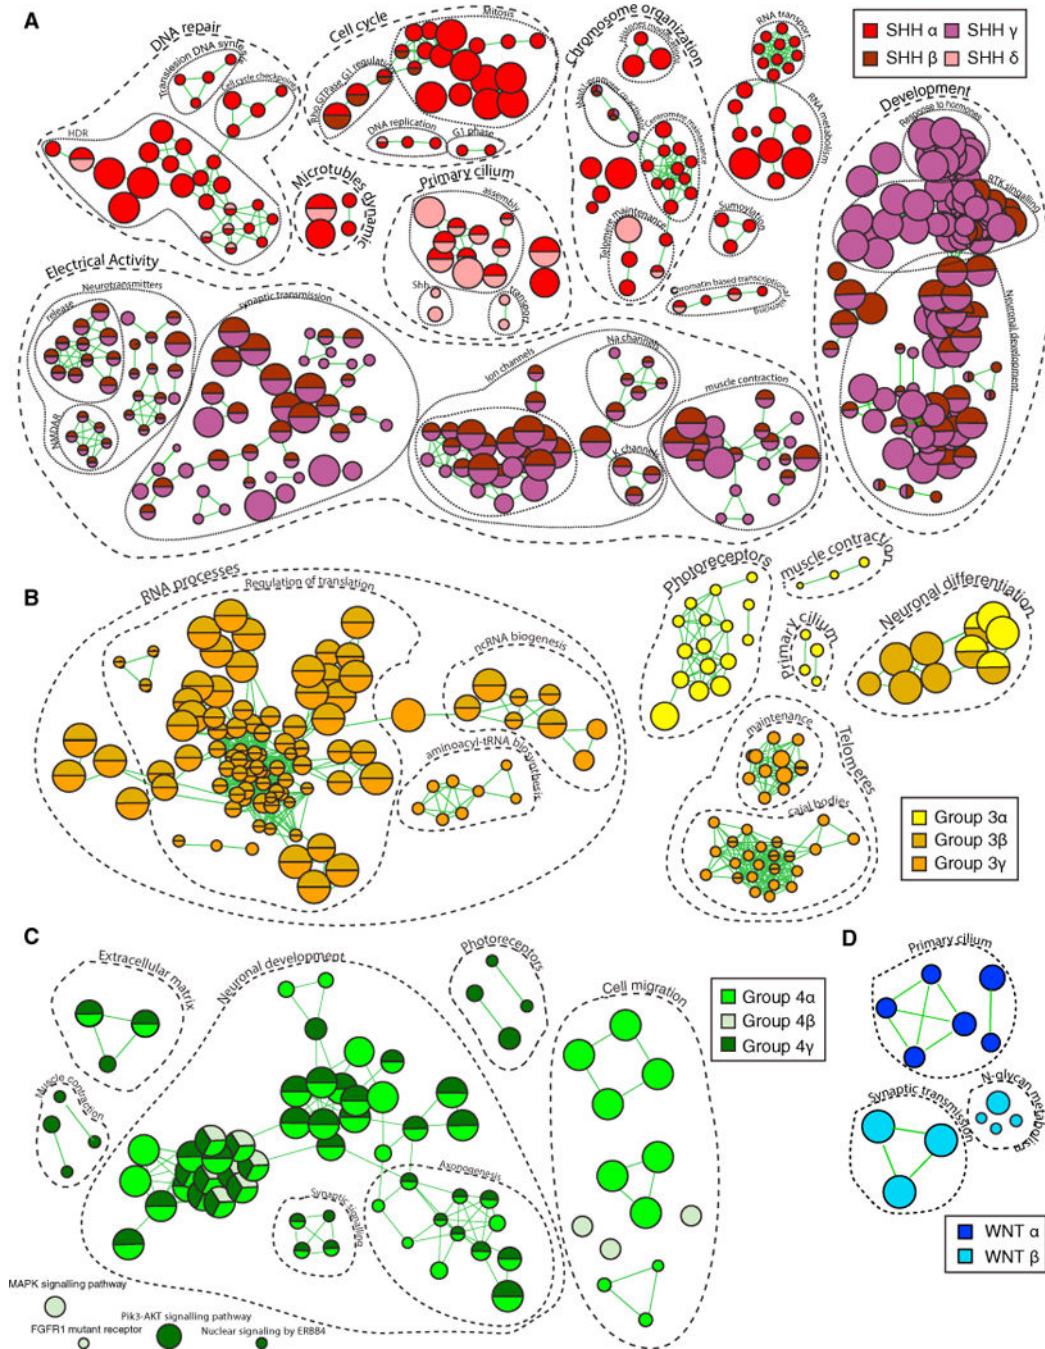 A
DNA repair
Translesion DNA synte
Cell cycle checkpoint
HDR
Cell cycle
Mitosis
Rho GTPase G1 regulation
DNA replication
G1 phase
Microtubles dynamic
Primary cilium
assembly
Shh
transport
Chromosome organization
Centromere maintenance
Telomere maintenance
RNA transport
RNA metabolism
Sumoylation
Chromatin based transcriptional
silencing
SHH α
SHH β
SHH γ
SHH δ
Development
Response to hormones
RTK singalling
Neuronal development
Electrical Activity
Neurotransmitters
release
NMDAR
synaptic transmission
Ion channels
Na channels
K channels
muscle contraction
B
RNA processes
Regulation of translation
ncRNA biogenesis
aminoacyl-tRNA biosynthesis
Photoreceptors
muscle contraction
Primary cilium
Neuronal differentiation
Telomeres
maintenance
cajal bodies
Group 3α
Group 3β
Group 3γ
C
Extracellular matrix
Muscle contraction
Neuronal development
Synaptic signalling
Axonogenesis
Photoreceptors
Cell migration
Group 4α
Group 4β
Group 4γ
MAPK signalling pathway
FGFR1 mutant receptor
Pik3-AKT signalling pathway
Nuclear signaling by ERBB4
D
Primary cilium
Synaptic transmission
N-glycan metabolism
WNT α
WNT β